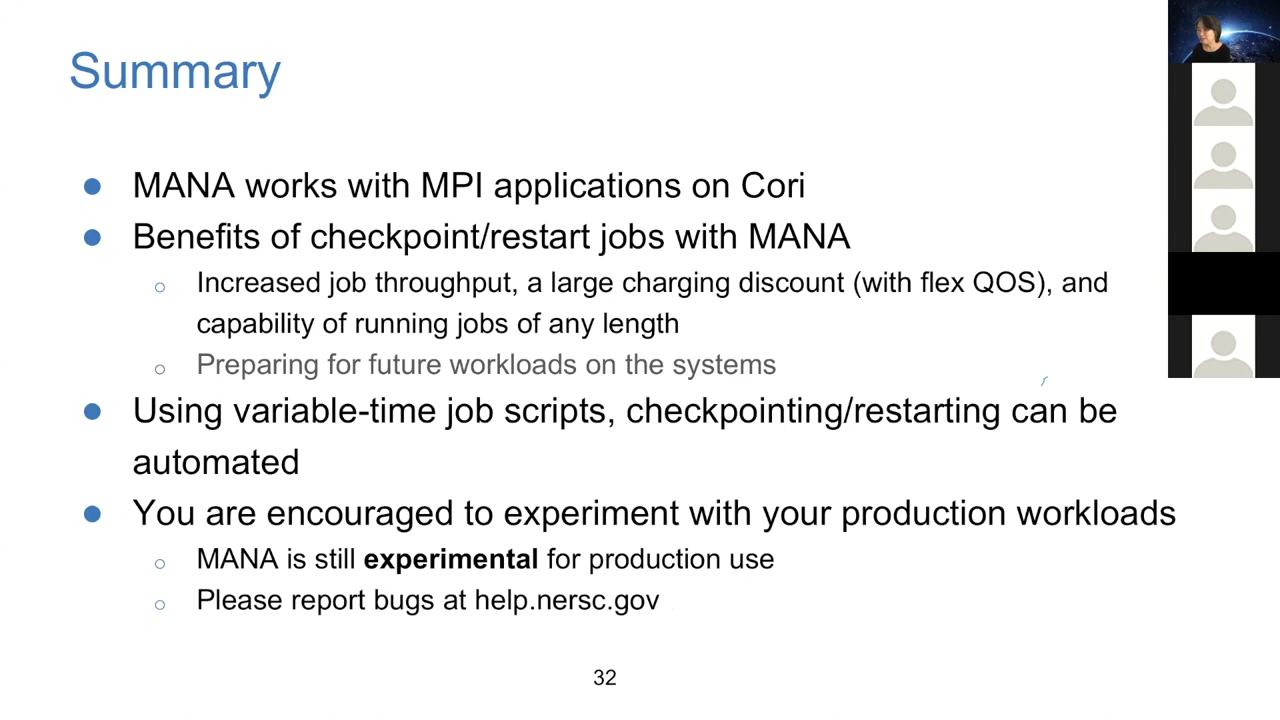 Summary
● MANA works with MPI applications on Cori
● Benefits of checkpoint/restart jobs with MANA
○ Increased job throughput, a large charging discount (with flex QOS), and
capability of running jobs of any length
○ Preparing for future workloads on the systems
● Using variable-time job scripts, checkpointing/restarting can be
automated
● You are encouraged to experiment with your production workloads
○ MANA is still experimental for production use
○ Please report bugs at help.nersc.gov
32